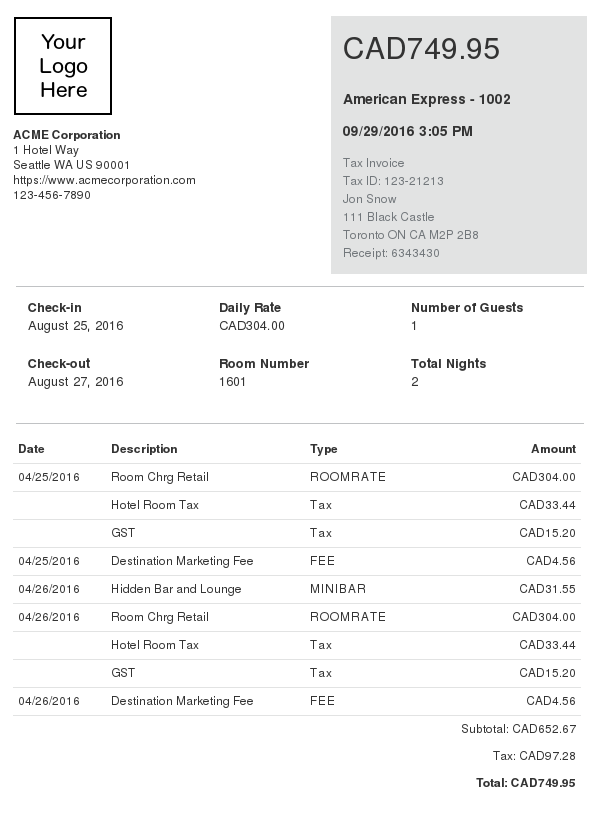 Your
Logo
Here
ACME Corporation
1 Hotel Way
Seattle WA US 90001
https://www.acmecorporation.com
123-456-7890
CAD749.95
American Express - 1002
09/29/2016 3:05 PM
Tax Invoice
Tax ID: 123-21213
Jon Snow
111 Black Castle
Toronto ON CA M2P 2B8
Receipt: 6343430
Check-in Daily Rate Number of Guests
August 25, 2016 CAD304.00 1
Check-out Room Number Total Nights
August 27, 2016 1601 2
Date Description Type Amount
04/25/2016 Room Chrg Retail ROOMRATE CAD304.00
Hotel Room Tax Tax CAD33.44
GST Tax CAD15.20
04/25/2016 Destination Marketing Fee FEE CAD4.56
04/26/2016 Hidden Bar and Lounge MINIBAR CAD31.55
04/26/2016 Room Chrg Retail ROOMRATE CAD304.00
Hotel Room Tax Tax CAD33.44
GST Tax CAD15.20
04/26/2016 Destination Marketing Fee FEE CAD4.56
Subtotal: CAD652.67
Tax: CAD97.28
Total: CAD749.95